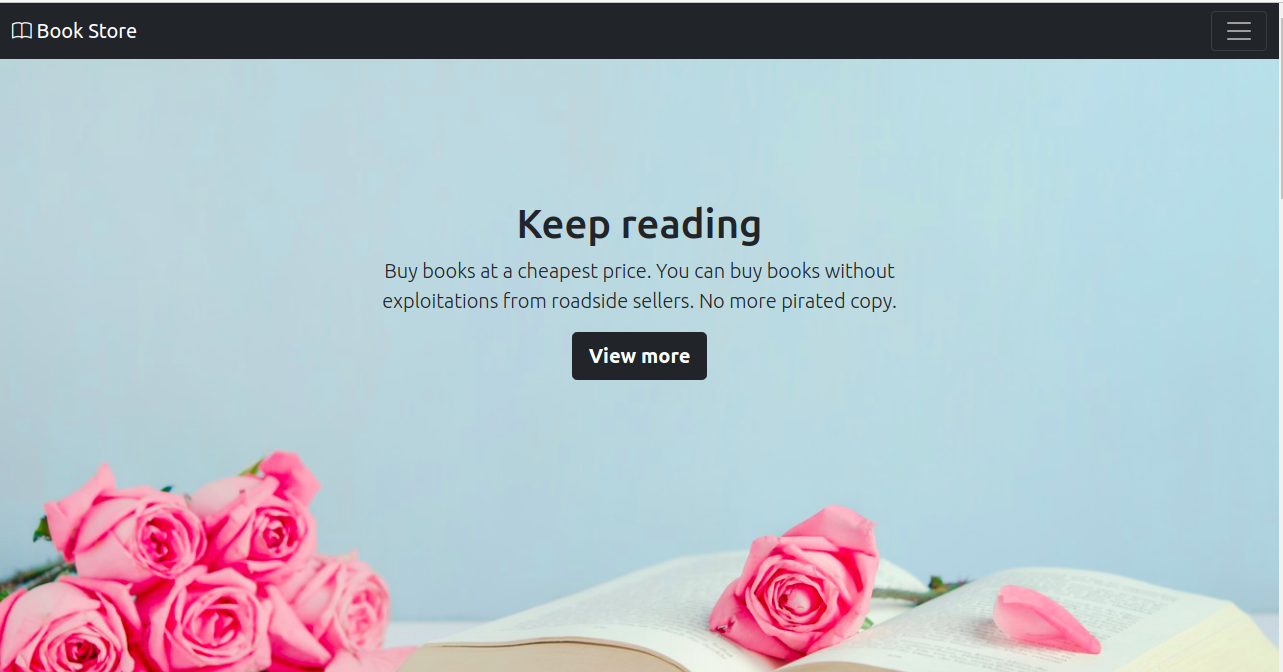 Book Store
Keep reading
Buy books at a cheapest price. You can buy books without
exploitations from roadside sellers. No more pirated copy.
View more